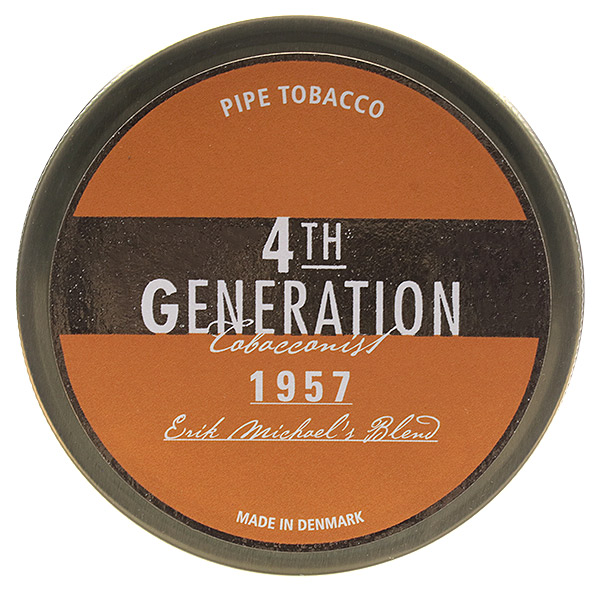 PIPE TOBACCO
4TH
GENERATION
Tobacconist
1957
Erik Michael's Blend
MADE IN DENMARK